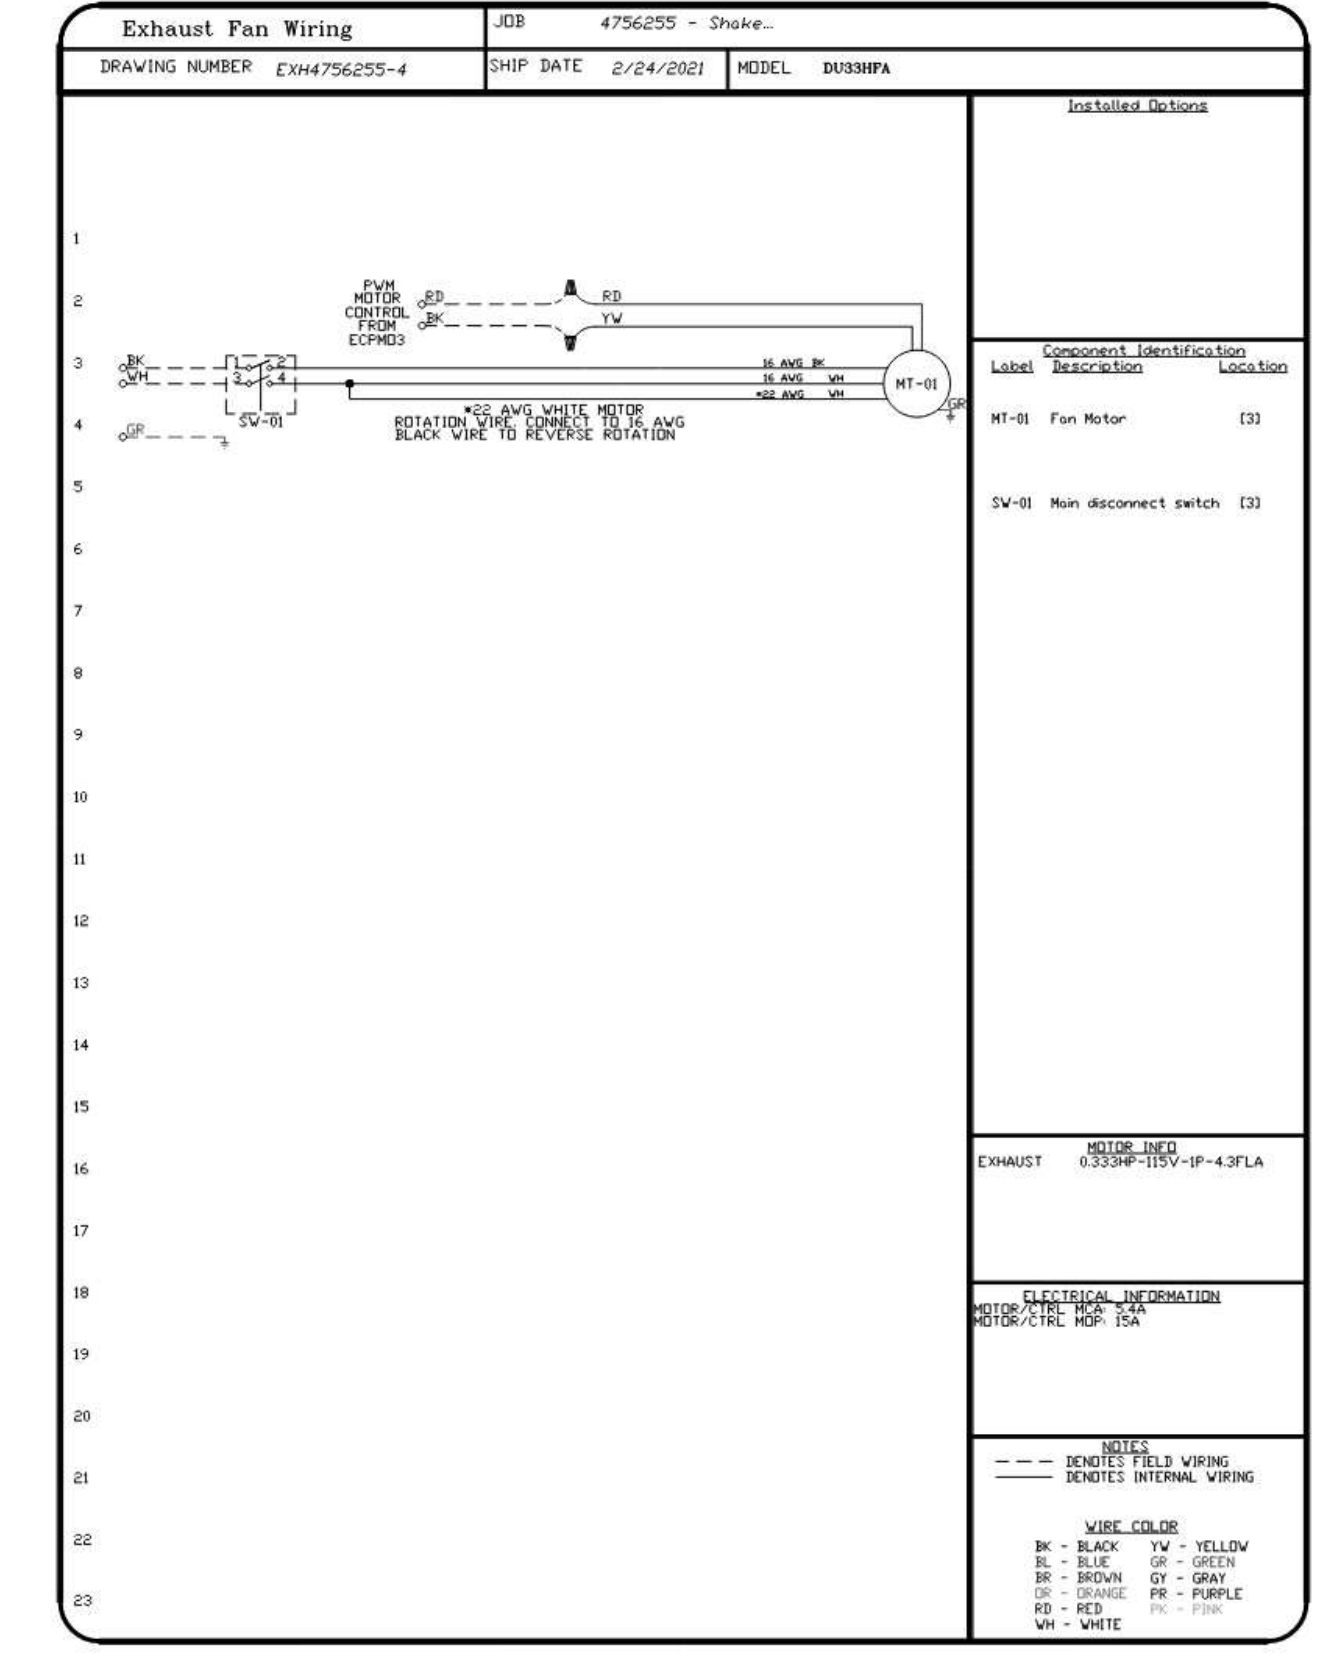 Exhaust Fan Wiring
JOB 4756255 - Shake...
DRAWING NUMBER EXH4756255-4
SHIP DATE 2/24/2021
MODEL DU33HFA
Installed Options
1
2
PWM
MOTOR
CONTROL
FROM
ECPM03
RD
BK
RD
YW
3
BK
WH
1 2
3 4
SW-01
16 AWG BK
16 AWG WH
*22 AWG WH
MT-01
GR
4
GR
*22 AWG WHITE MOTOR
ROTATION WIRE. CONNECT TO 16 AWG
BLACK WIRE TO REVERSE ROTATION
5
6
7
8
9
10
11
12
13
14
15
16
17
18
19
20
21
22
23
Component Identification
Label Description Location
MT-01 Fan Motor [3]
SW-01 Main disconnect switch [3]
MOTOR INFO
EXHAUST 0.333HP-115V-1P-4.3FLA
ELECTRICAL INFORMATION
MOTOR/CTRL MCA: 5.4A
MOTOR/CTRL MOP: 15A
NOTES
DENOTES FIELD WIRING
DENOTES INTERNAL WIRING
WIRE COLOR
BK - BLACK YW - YELLOW
BL - BLUE GR - GREEN
BR - BROWN GY - GRAY
OR - ORANGE PR - PURPLE
RD - RED PK - PINK
WH - WHITE